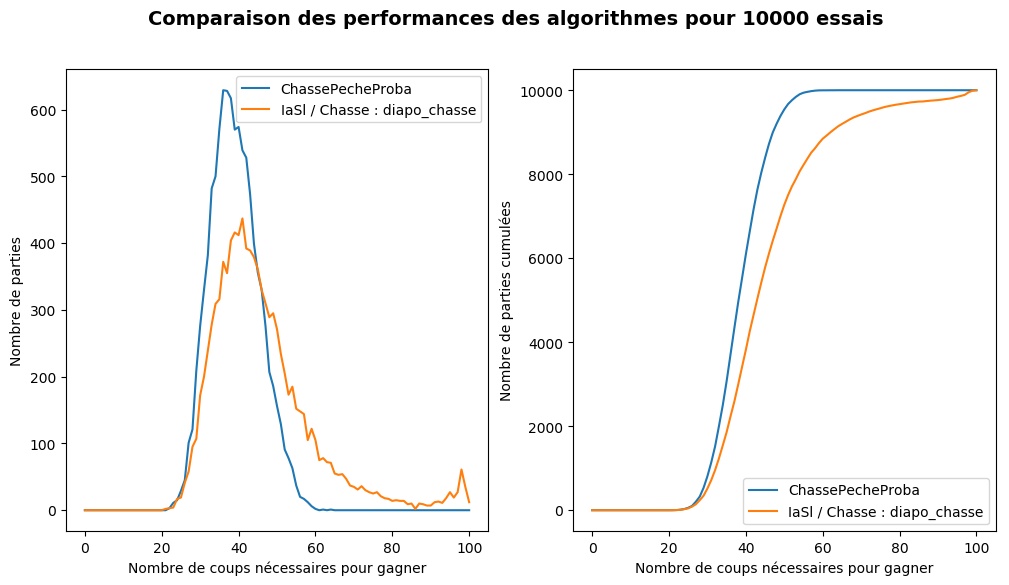 Comparaison des performances des algorithmes pour 10000 essais
ChassePecheProba
IaSl / Chasse : diapo_chasse
600
500
400
300
200
100
0
Nombre de parties
0 20 40 60 80 100
Nombre de coups nécessaires pour gagner
10000
8000
6000
4000
2000
0
Nombre de parties cumulées
ChassePecheProba
IaSl / Chasse : diapo_chasse
0 20 40 60 80 100
Nombre de coups nécessaires pour gagner